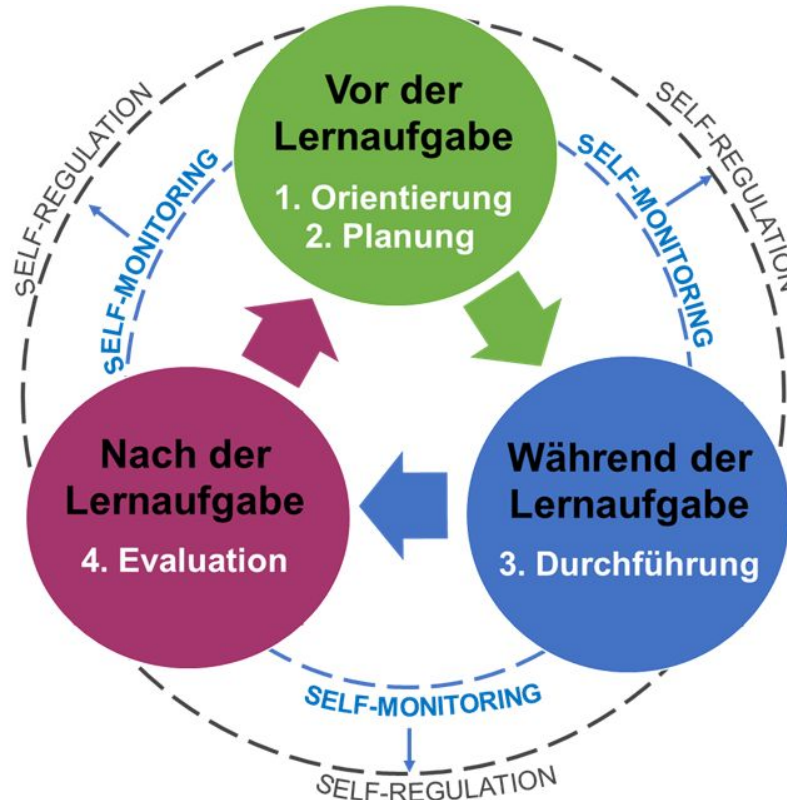 Vor der
Lernaufgabe
1. Orientierung
2. Planung
SELF-REGULATION
SELF-MONITORING
SELF-MONITORING
SELF-REGULATION
Nach der
Lernaufgabe
4. Evaluation
Während der
Lernaufgabe
3. Durchführung
SELF-MONITORING
SELF-REGULATION